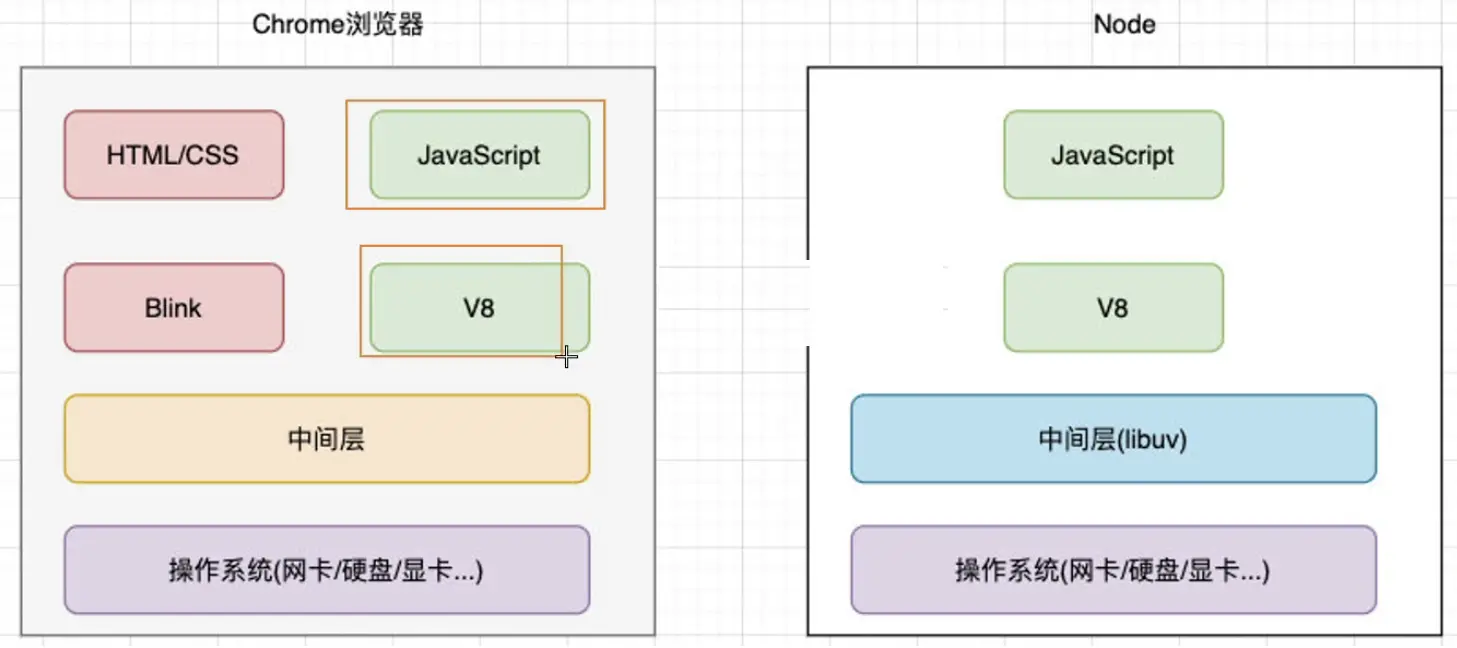 Chrome浏览器
HTML/CSS
JavaScript
Blink
V8
中间层
操作系统(网卡/硬盘/显卡...)
Node
JavaScript
V8
中间层(libuv)
操作系统(网卡/硬盘/显卡...)